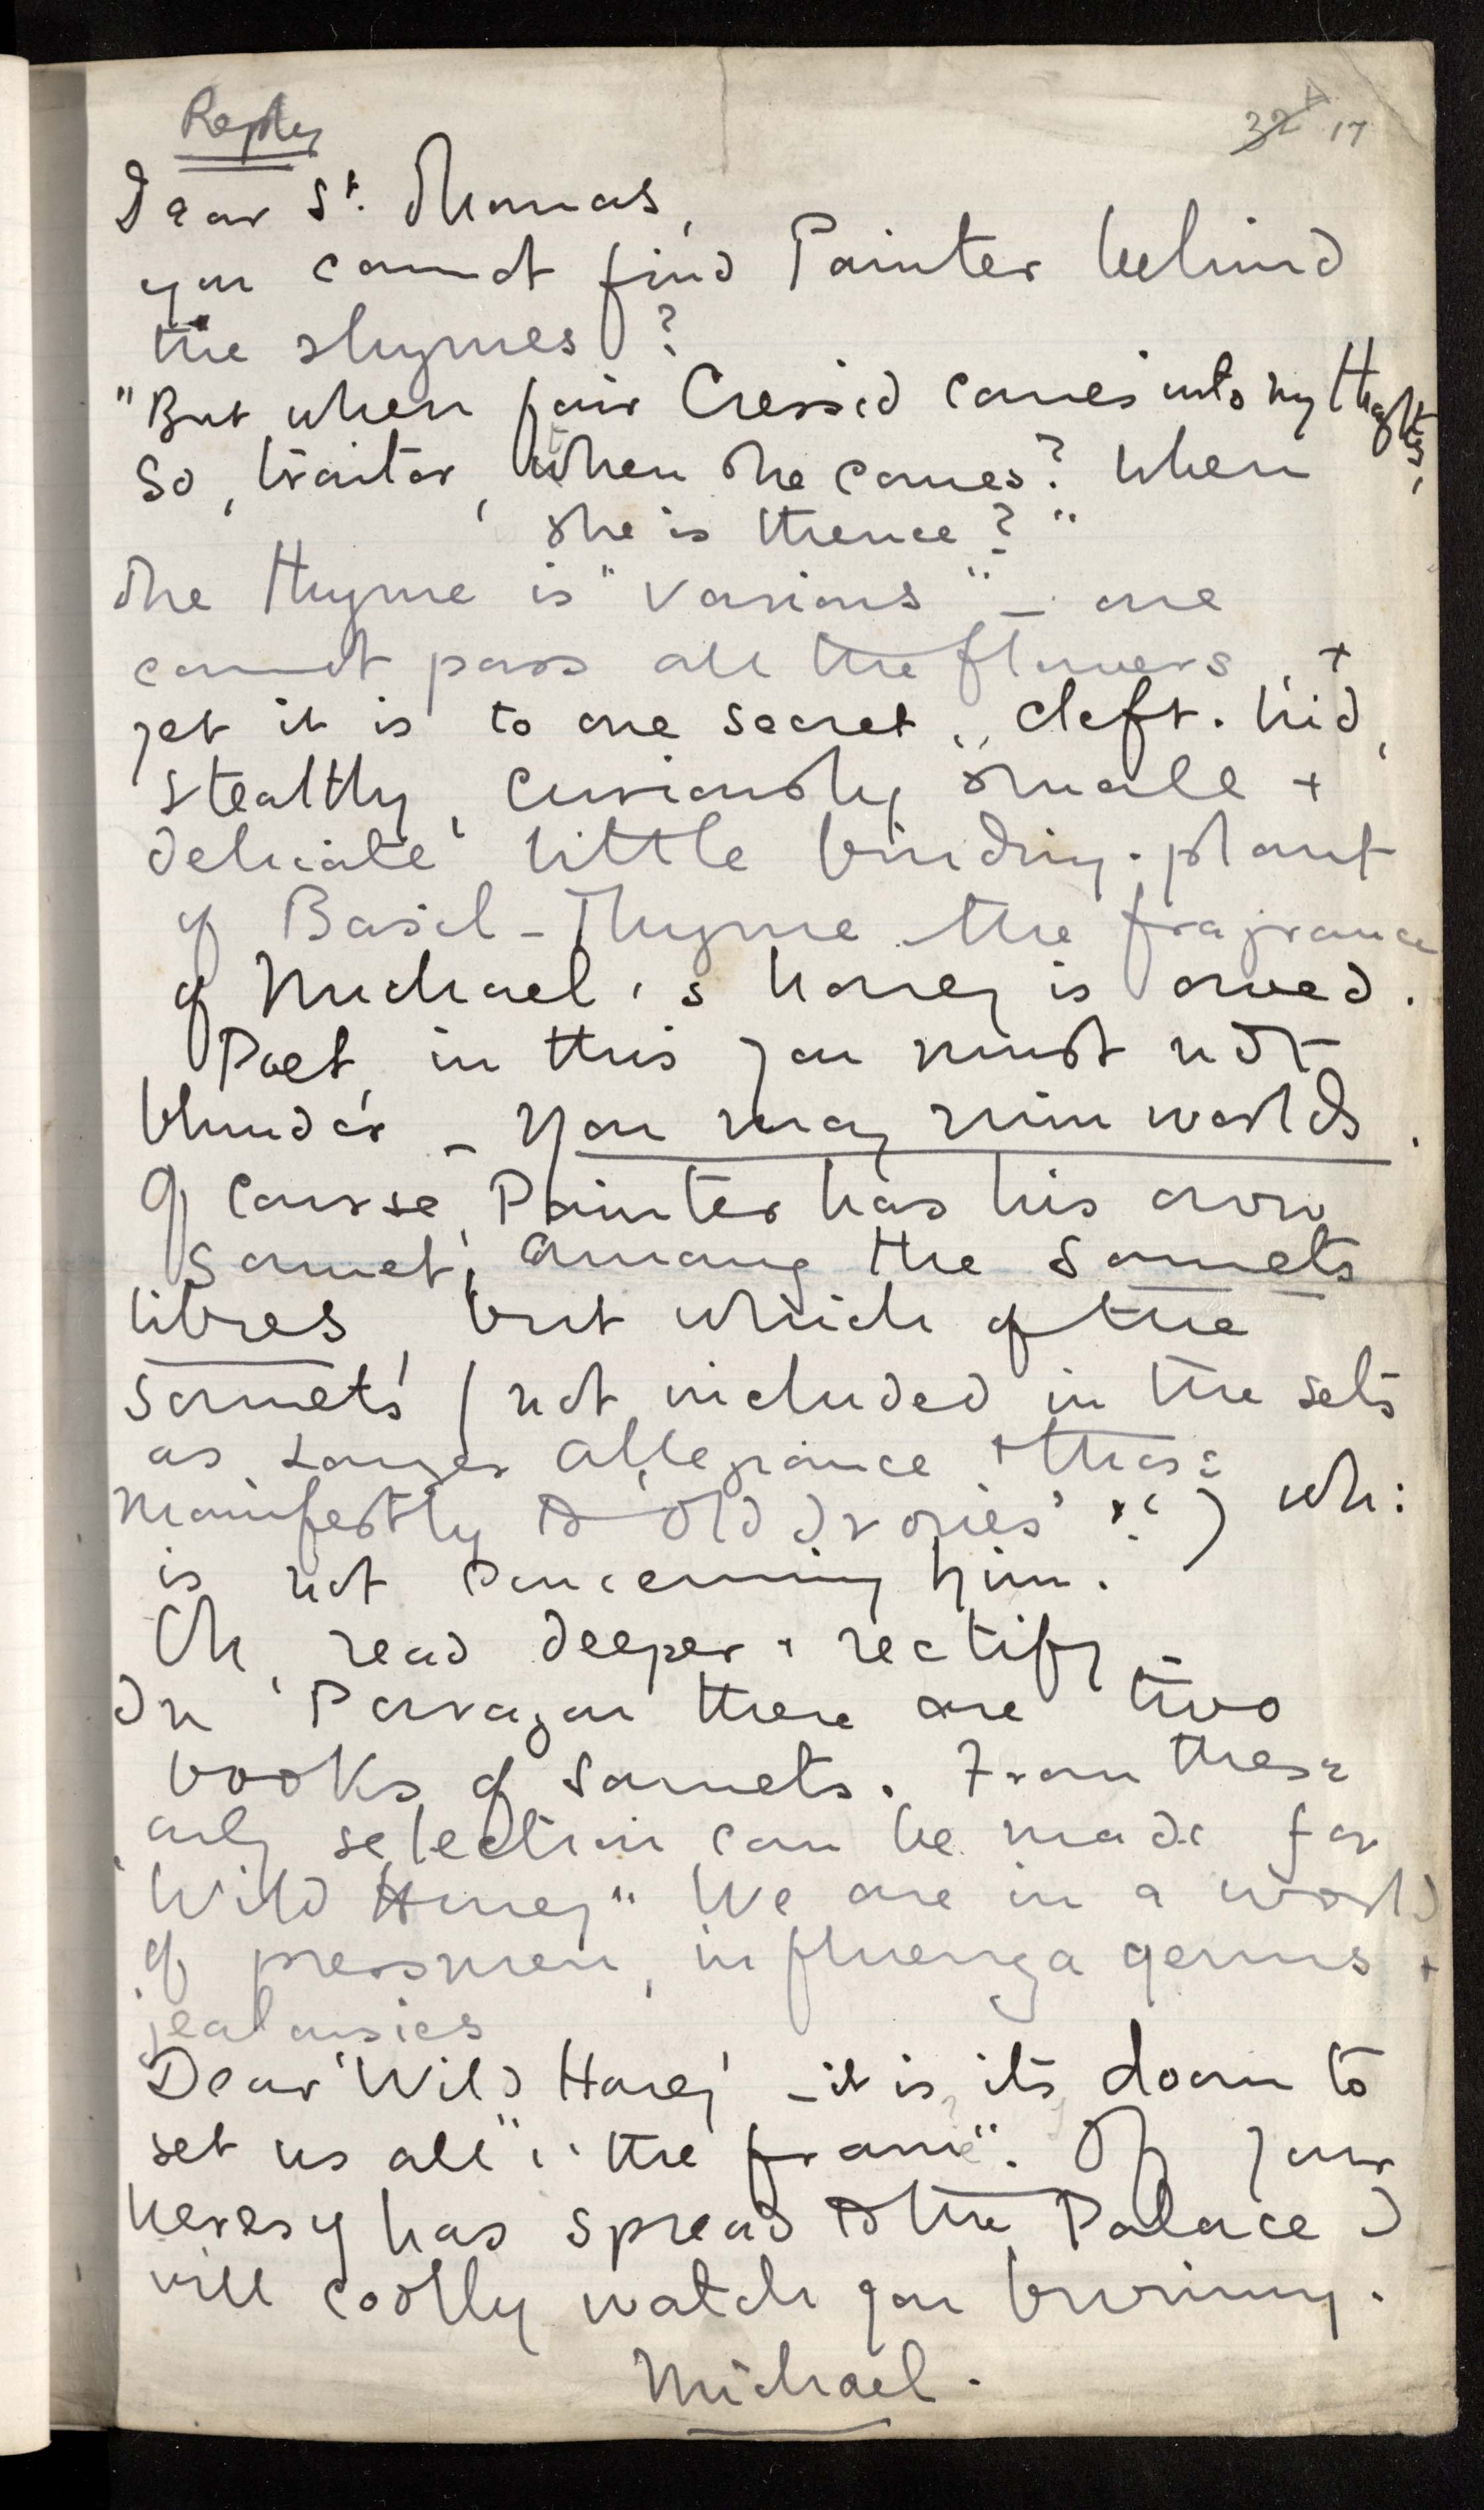 Reply
32A 17
Dear St. Thomas,
you cannot find Painter behind
the rhymes?
"But when fair Cressid comes into my thoughts,
So, traitor, when she comes? When
she is thence?"
The thyme is "various" – one
cannot pass all the flowers, +
yet it is to one secret, cleft-hid,
stealthy, curiously small +
delicate little binding-plant
of Basil-Thyme the fragrance
of Michael's honey is owed.
Poet, in this you must not
blunder – you may ruin worlds.
Of course, Painter has his own
sonnet, among the sonnets
libres, but which of the
sonnets (not included in the sets
as Longer Allegiance + those
manifestly to 'Old Ivories') wh:
is not concerning him.
Oh, read deeper + rectify –
In 'Parragon there are two
books of sonnets. From these
only selection can be made for
'Wild Honey" We are in a world
of pressmen, influenza germs +
jealousies
Dear 'Wild Honey' – it is its doom to
set us all "i' the frame". If your
heresy has spread to the Palace I
will coolly watch you burning.
Michael.